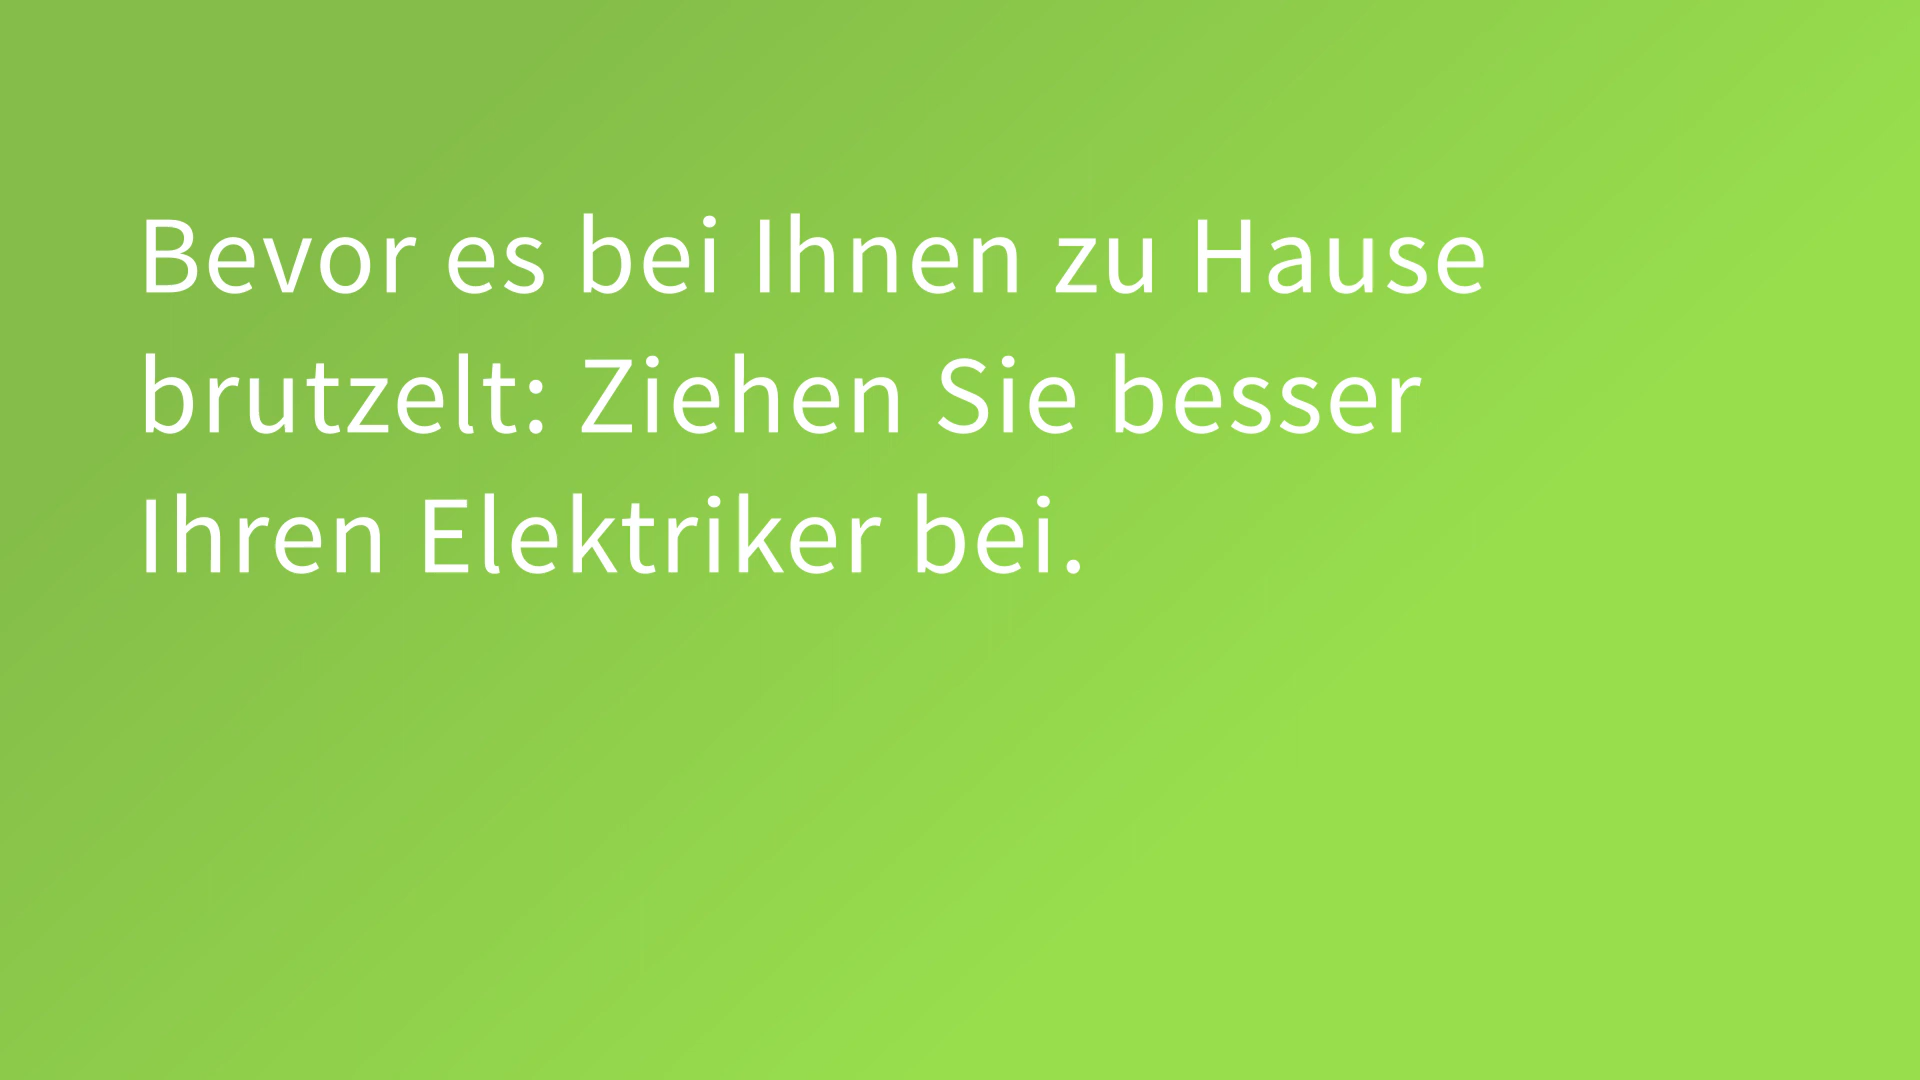 Bevor es bei Ihnen zu Hause
brutzelt: Ziehen Sie besser
Ihren Elektriker bei.